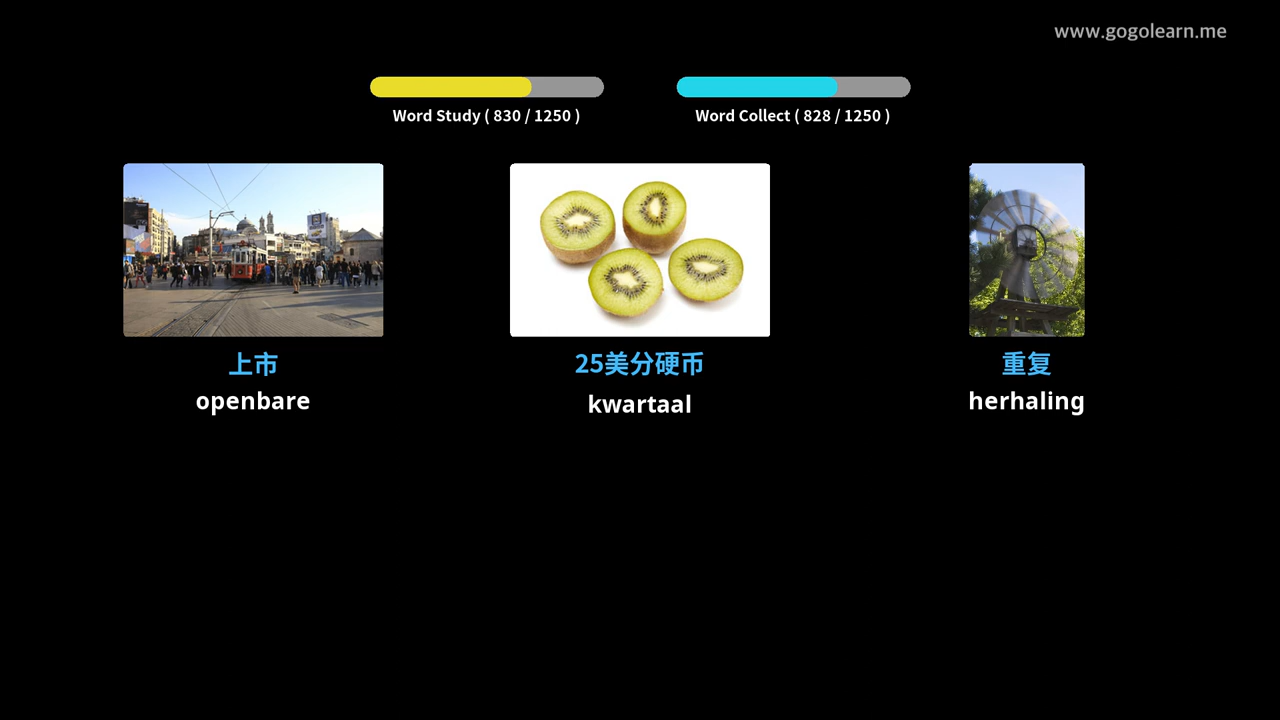 www.gogolearn.me
Word Study ( 830 / 1250 )
Word Collect ( 828 / 1250 )
上市
25美分硬币
重复
openbare
kwartaal
herhaling